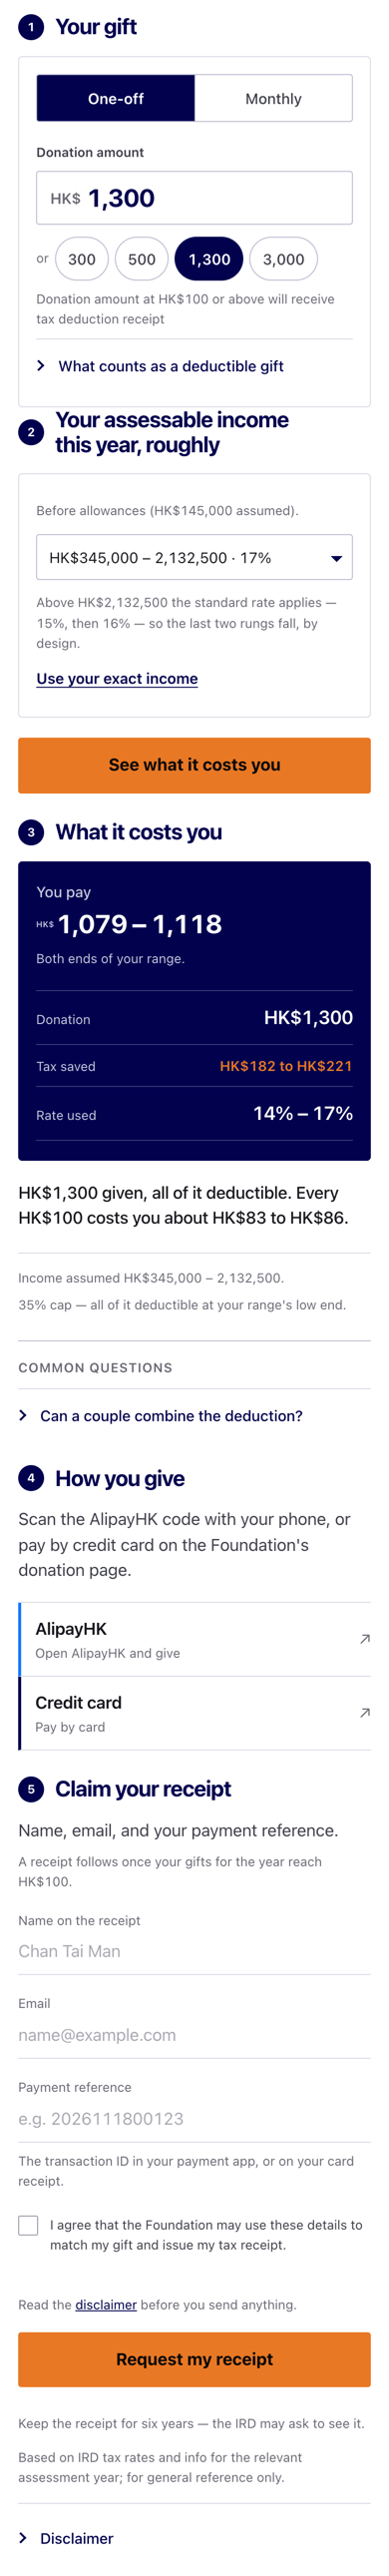 1 Your gift
One-off Monthly
Donation amount
HK$ 1,300
or 300 500 1,300 3,000
Donation amount at HK$100 or above will receive
tax deduction receipt
What counts as a deductible gift
2 Your assessable income
this year, roughly
Before allowances (HK$145,000 assumed).
HK$345,000 – 2,132,500 · 17%
Above HK$2,132,500 the standard rate applies —
15%, then 16% — so the last two rungs fall, by
design.
Use your exact income
See what it costs you
3 What it costs you
You pay
HK$ 1,079 – 1,118
Both ends of your range.
Donation HK$1,300
Tax saved HK$182 to HK$221
Rate used 14% – 17%
HK$1,300 given, all of it deductible. Every
HK$100 costs you about HK$83 to HK$86.
Income assumed HK$345,000 – 2,132,500.
35% cap — all of it deductible at your range's low end.
COMMON QUESTIONS
Can a couple combine the deduction?
4 How you give
Scan the AlipayHK code with your phone, or
pay by credit card on the Foundation's
donation page.
AlipayHK
Open AlipayHK and give
Credit card
Pay by card
5 Claim your receipt
Name, email, and your payment reference.
A receipt follows once your gifts for the year reach
HK$100.
Name on the receipt
Chan Tai Man
Email
name@example.com
Payment reference
e.g. 2026111800123
The transaction ID in your payment app, or on your card
receipt.
I agree that the Foundation may use these details to
match my gift and issue my tax receipt.
Read the disclaimer before you send anything.
Request my receipt
Keep the receipt for six years — the IRD may ask to see it.
Based on IRD tax rates and info for the relevant
assessment year; for general reference only.
Disclaimer